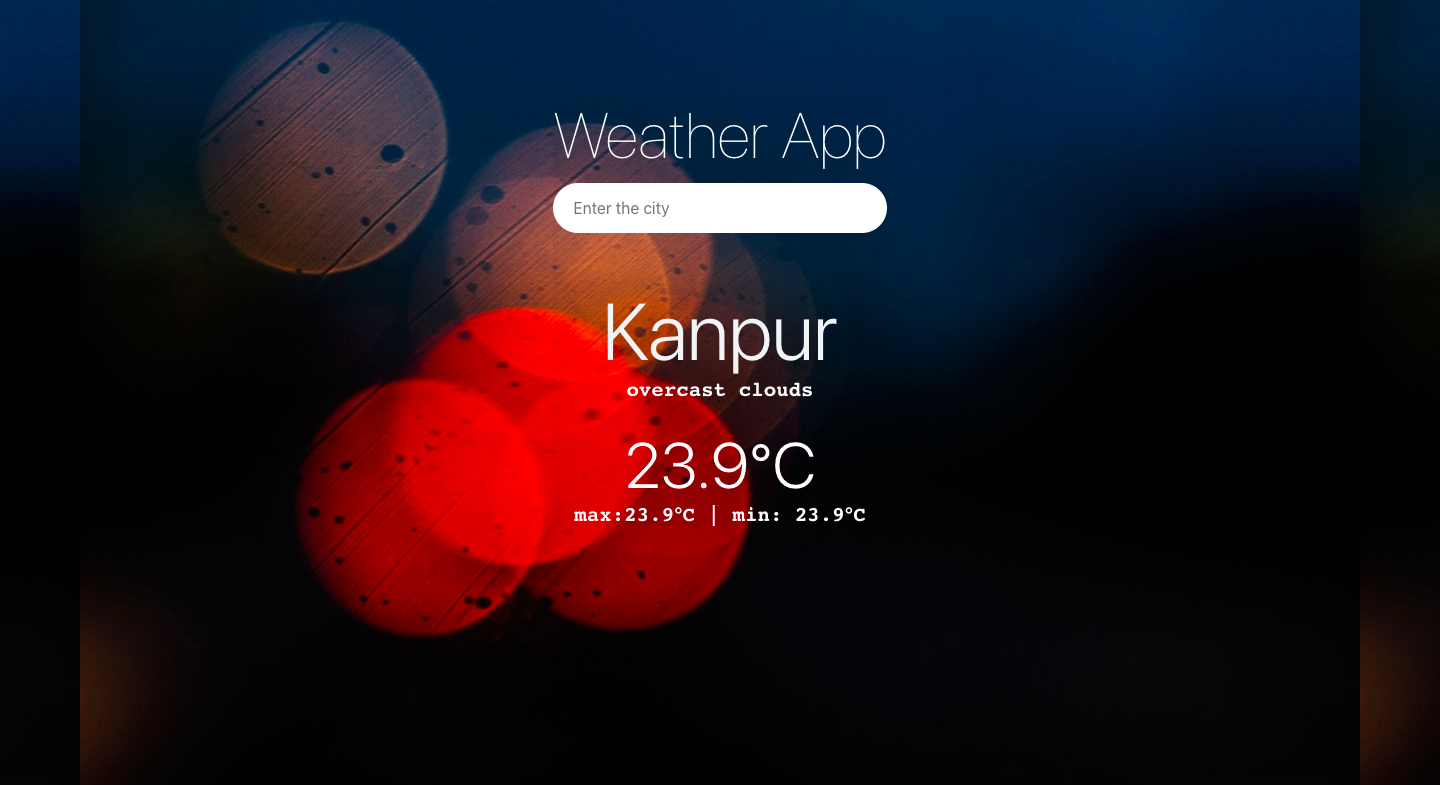 Weather App
Enter the city
Kanpur
overcast clouds
23.9°C
max:23.9°C | min: 23.9°C